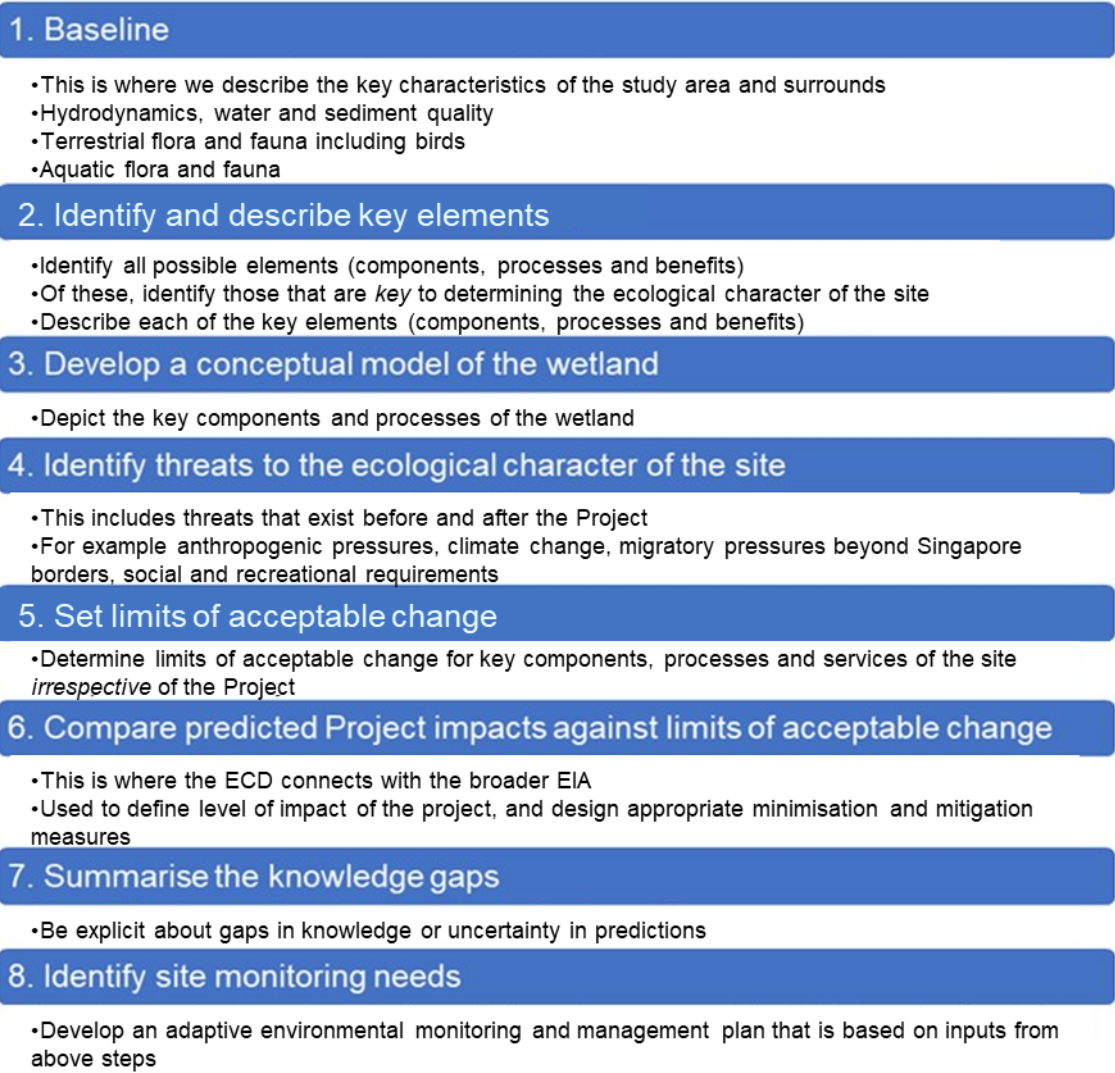 1. Baseline
•This is where we describe the key characteristics of the study area and surrounds
•Hydrodynamics, water and sediment quality
•Terrestrial flora and fauna including birds
•Aquatic flora and fauna
2. Identify and describe key elements
•Identify all possible elements (components, processes and benefits)
•Of these, identify those that are key to determining the ecological character of the site
•Describe each of the key elements (components, processes and benefits)
3. Develop a conceptual model of the wetland
•Depict the key components and processes of the wetland
4. Identify threats to the ecological character of the site
•This includes threats that exist before and after the Project
•For example anthropogenic pressures, climate change, migratory pressures beyond Singapore
borders, social and recreational requirements
5. Set limits of acceptable change
•Determine limits of acceptable change for key components, processes and services of the site
irrespective of the Project
6. Compare predicted Project impacts against limits of acceptable change
•This is where the ECD connects with the broader EIA
•Used to define level of impact of the project, and design appropriate minimisation and mitigation
measures
7. Summarise the knowledge gaps
•Be explicit about gaps in knowledge or uncertainty in predictions
8. Identify site monitoring needs
•Develop an adaptive environmental monitoring and management plan that is based on inputs from
above steps